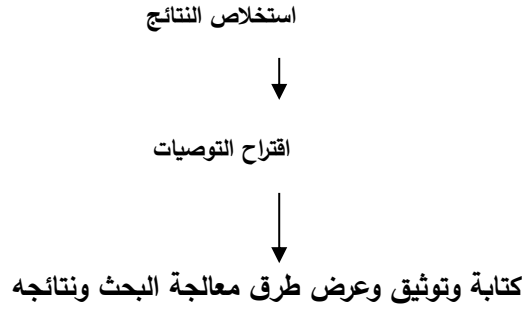 استخلاص النتائج
اقتراح التوصيات
كتابة وتوثيق وعرض طرق معالجة البحث ونتائجه